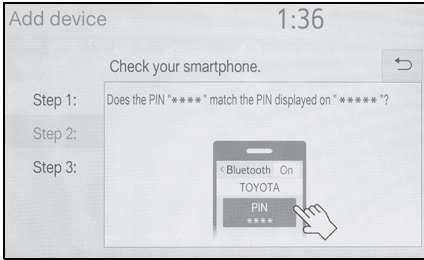 Add device
1:36
Check your smartphone.
Step 1:
Does the PIN "****" match the PIN displayed on "*****"?
Step 2:
Step 3:
< Bluetooth On
TOYOTA
PIN
****